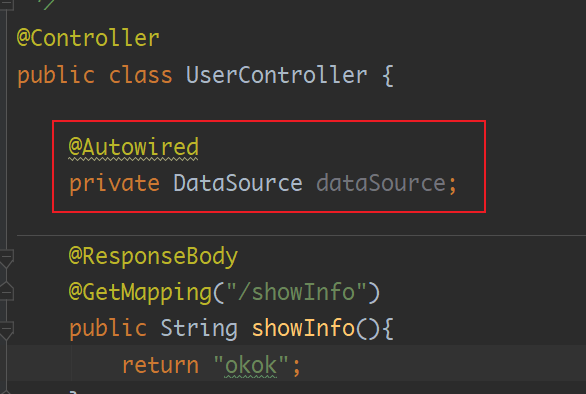 */
@Controller
public class UserController {
@Autowired
private DataSource dataSource;
@ResponseBody
@GetMapping("/showInfo")
public String showInfo(){
return "okok";
}